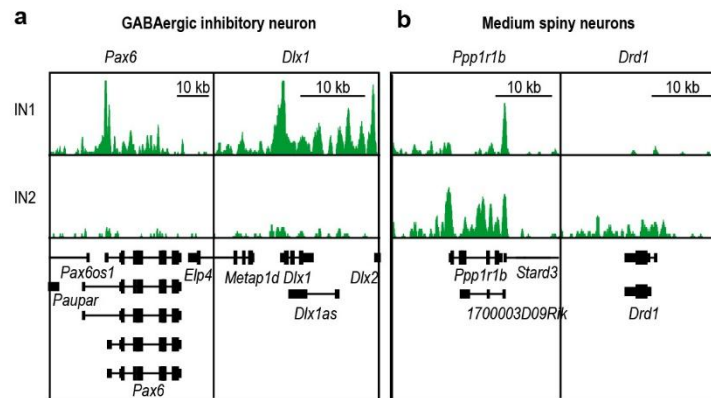 a GABAergic inhibitory neuron
Pax6 Dlx1
10 kb 10 kb
IN1
IN2
Pax6os1 Elp4 Metap1d Dlx1 Dlx2
Paupar Dlx1as
Pax6
b Medium spiny neurons
Ppp1r1b Drd1
10 kb 10 kb
Ppp1r1b Stard3
1700003D09Rik Drd1